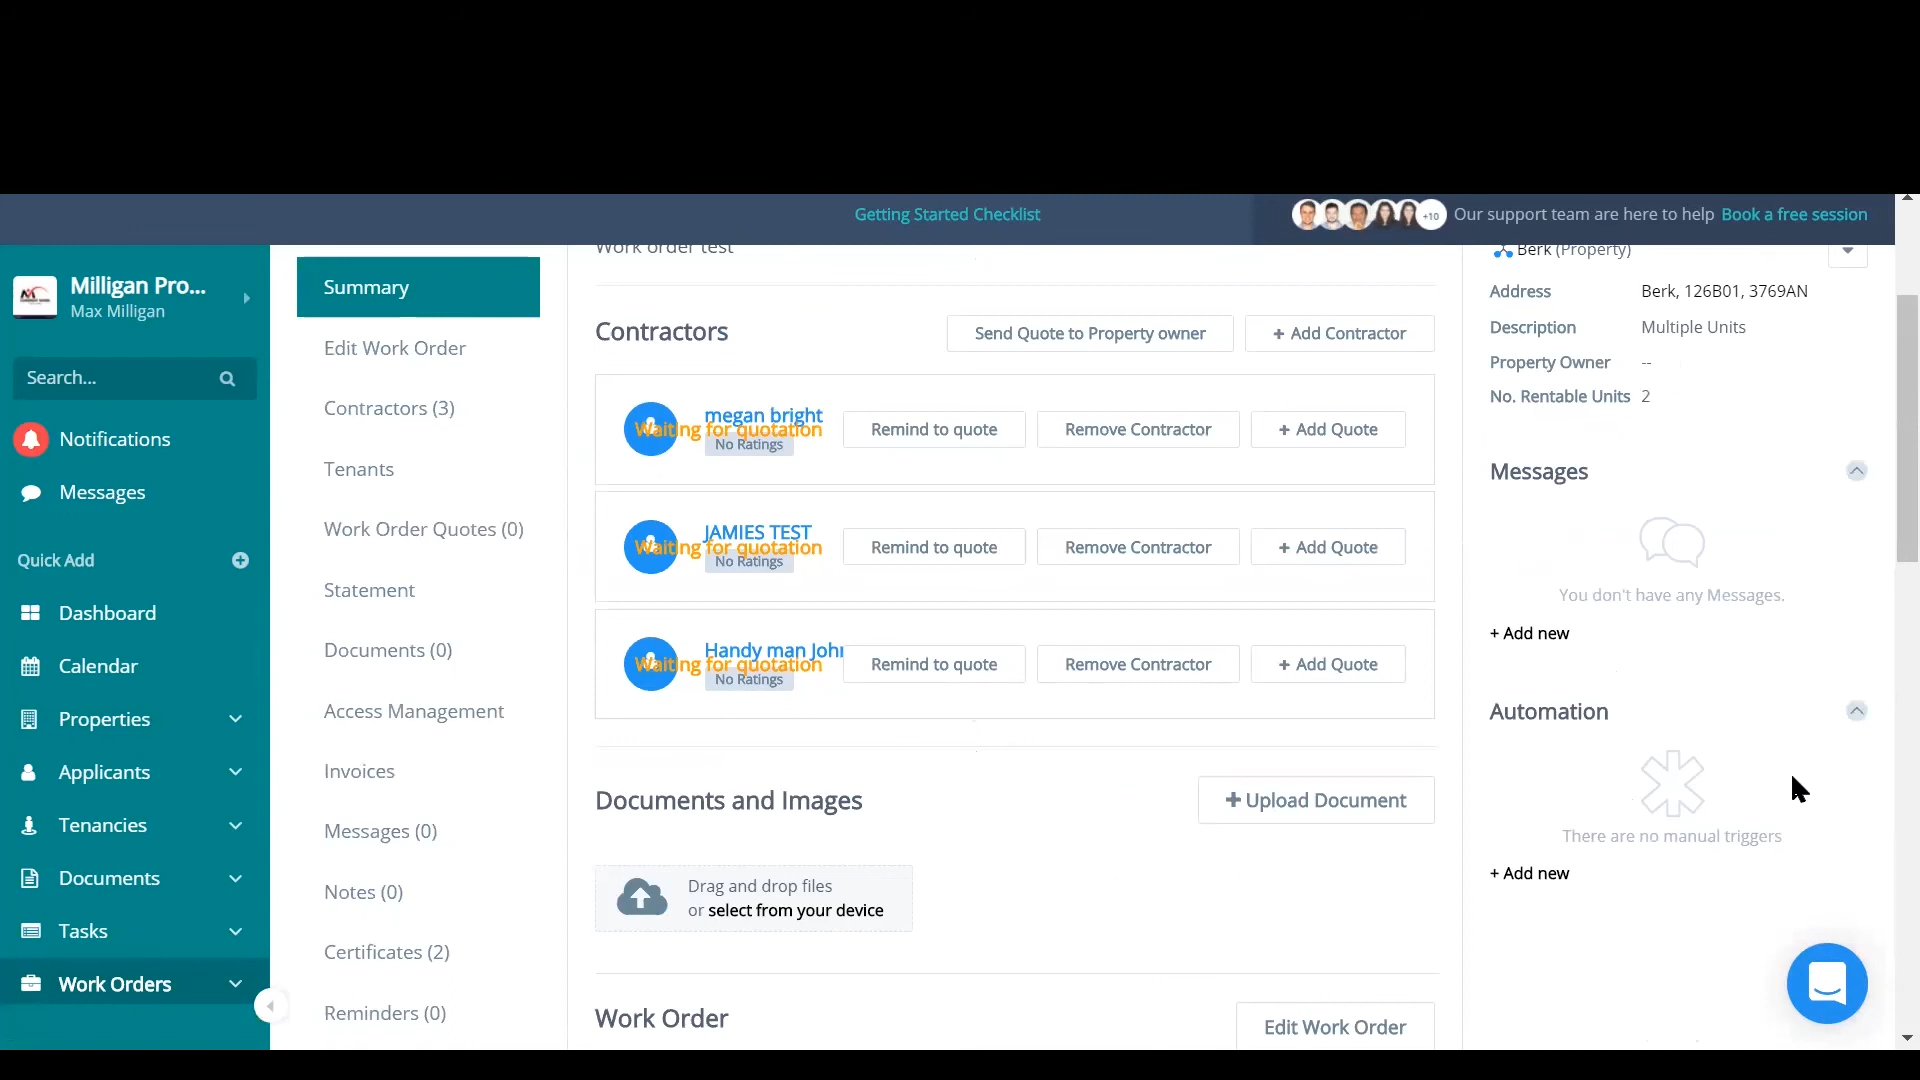 Getting Started Checklist
+10
Our support team are here to help Book a free session
Milligan Pro...
Max Milligan
Search...
Notifications
Messages
Quick Add
Dashboard
Calendar
Properties
Applicants
Tenancies
Documents
Tasks
Work Orders
Summary
Edit Work Order
Contractors (3)
Tenants
Work Order Quotes (0)
Statement
Documents (0)
Access Management
Invoices
Messages (0)
Notes (0)
Certificates (2)
Reminders (0)
Work order test
Contractors
Send Quote to Property owner
+ Add Contractor
megan bright
Waiting for quotation
No Ratings
Remind to quote
Remove Contractor
+ Add Quote
JAMIES TEST
Waiting for quotation
No Ratings
Remind to quote
Remove Contractor
+ Add Quote
Handy man John
Waiting for quotation
No Ratings
Remind to quote
Remove Contractor
+ Add Quote
Documents and Images
+ Upload Document
Drag and drop files
or select from your device
Work Order
Edit Work Order
Berk (Property)
Address Berk, 126B01, 3769AN
Description Multiple Units
Property Owner --
No. Rentable Units 2
Messages
You don't have any Messages.
+ Add new
Automation
There are no manual triggers
+ Add new